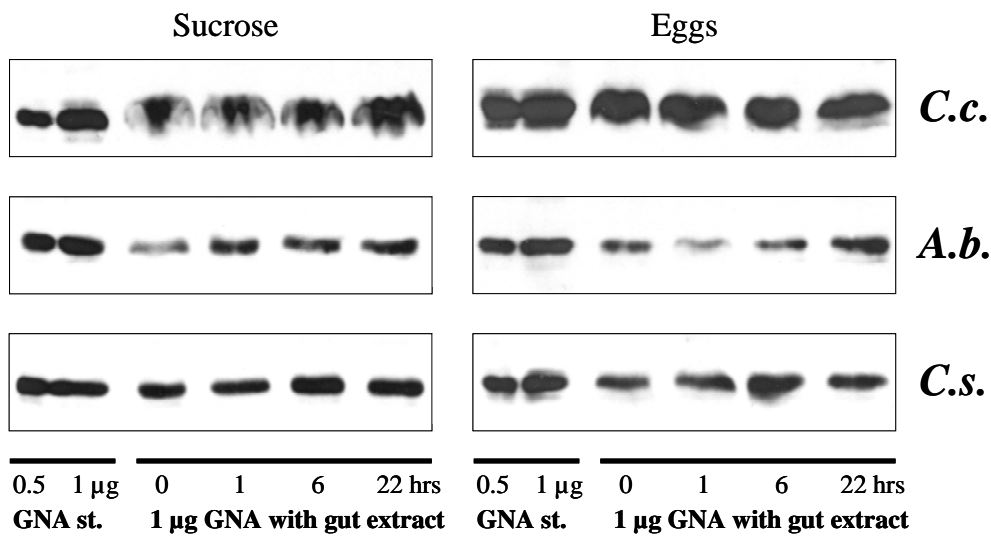 Sucrose Eggs
C.c.
A.b.
C.s.
0.5 1 µg 0 1 6 22 hrs 0.5 1 µg 0 1 6 22 hrs
GNA st. 1 µg GNA with gut extract GNA st. 1 µg GNA with gut extract